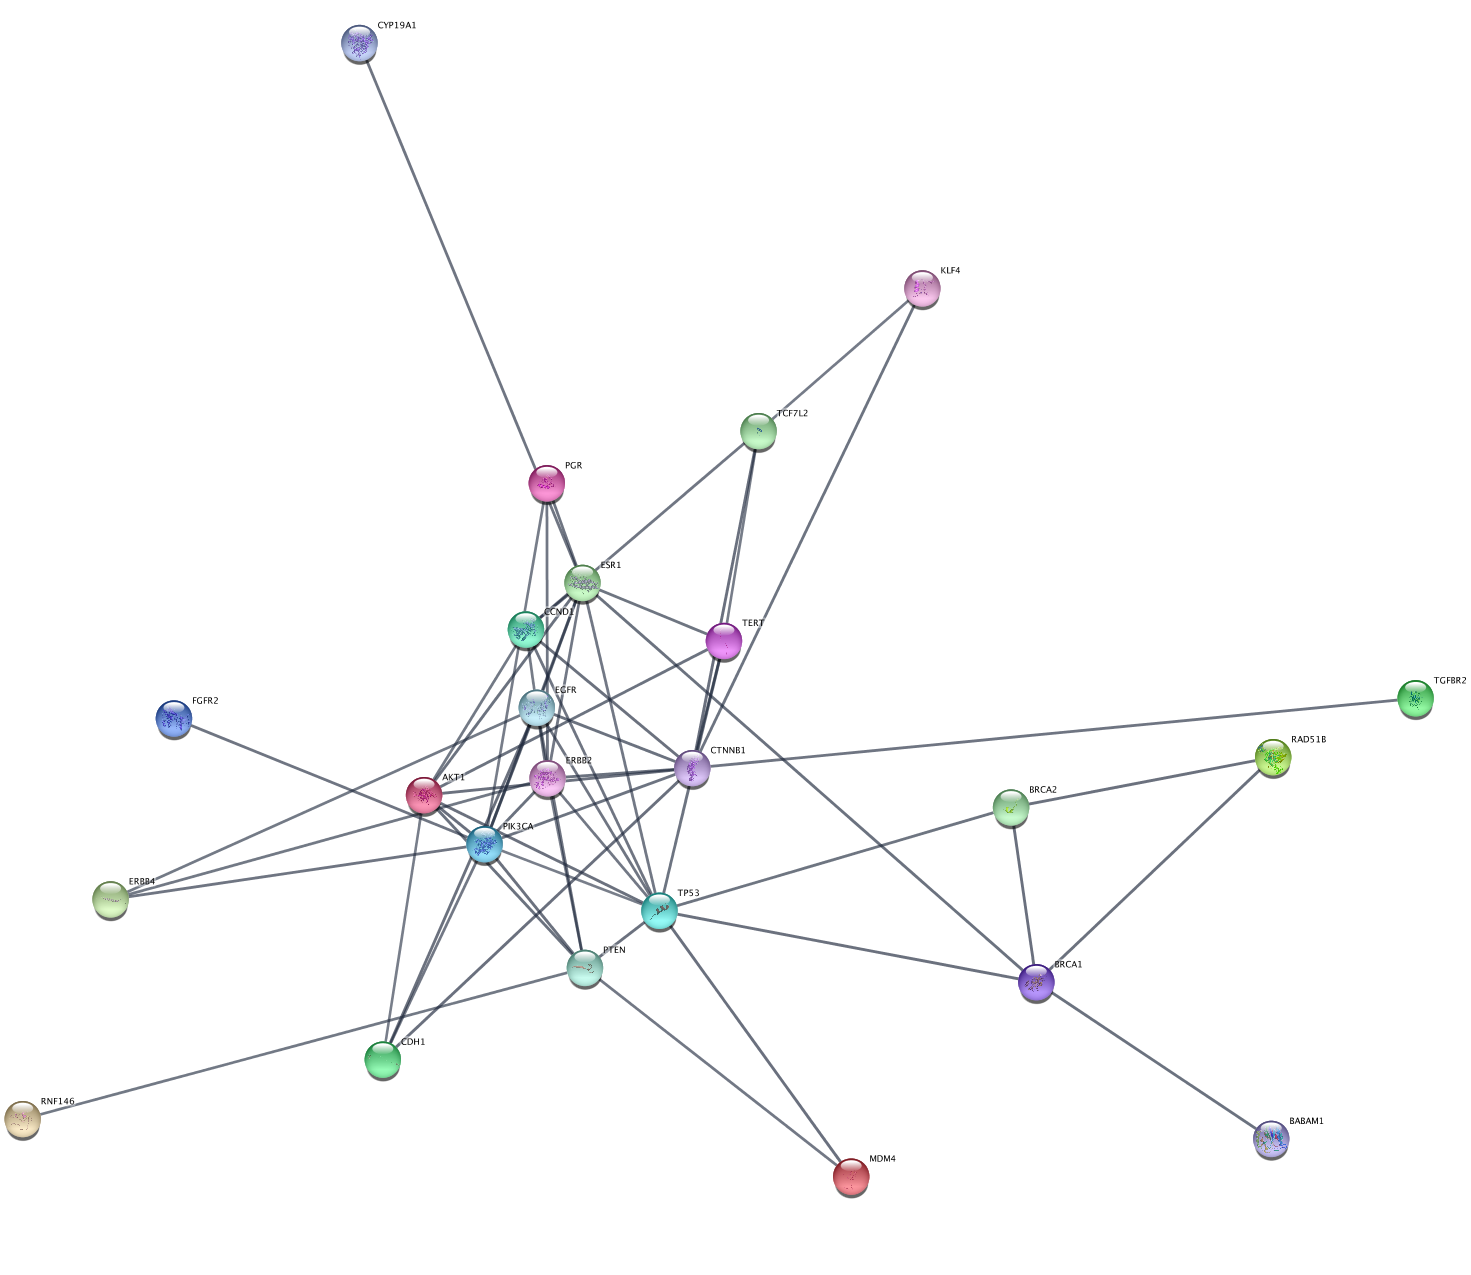 CYP19A1
KLF4
TCF7L2
PGR
ESR1
CCND1
TERT
TGFBR2
EGFR
FGFR2
RAD51B
CTNNB1
ERBB2
AKT1
BRCA2
PIK3CA
ERBB4
TP53
PTEN
BRCA1
CDH1
RNF146
BABAM1
MDM4